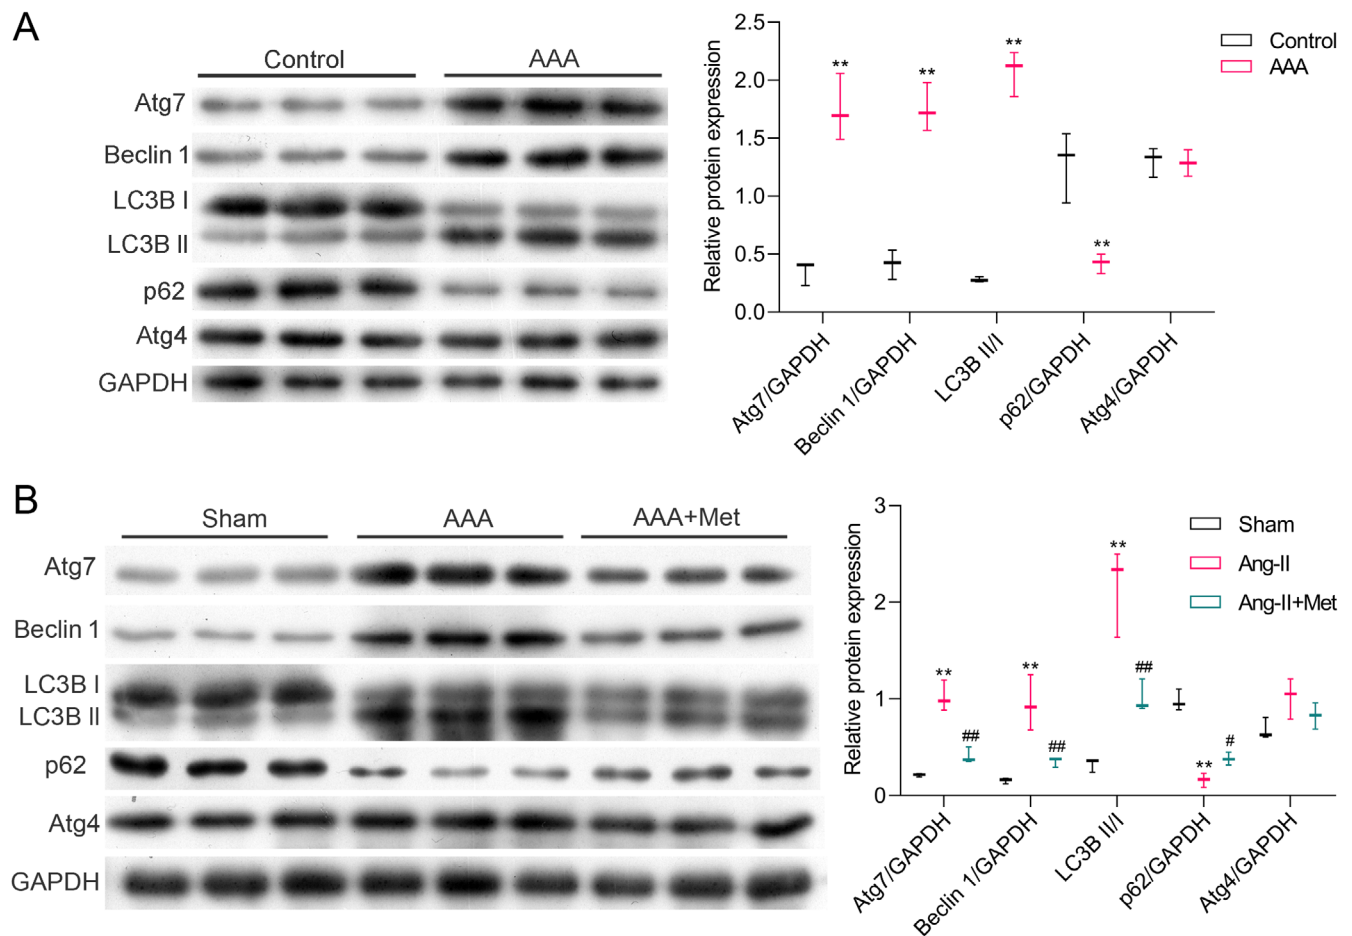 A
Control AAA
Atg7
Beclin 1
LC3B I
LC3B II
p62
Atg4
GAPDH
Relative protein expression
2.5
2.0
1.5
1.0
0.5
0.0
** ** ** **
Control
AAA
Atg7/GAPDH
Beclin 1/GAPDH
LC3B II/I
p62/GAPDH
Atg4/GAPDH
B
Sham AAA AAA+Met
Atg7
Beclin 1
LC3B I
LC3B II
p62
Atg4
GAPDH
Relative protein expression
3
2
1
0
** ## ** ## ** ## ** #
Sham
Ang-II
Ang-II+Met
Atg7/GAPDH
Beclin 1/GAPDH
LC3B II/I
p62/GAPDH
Atg4/GAPDH